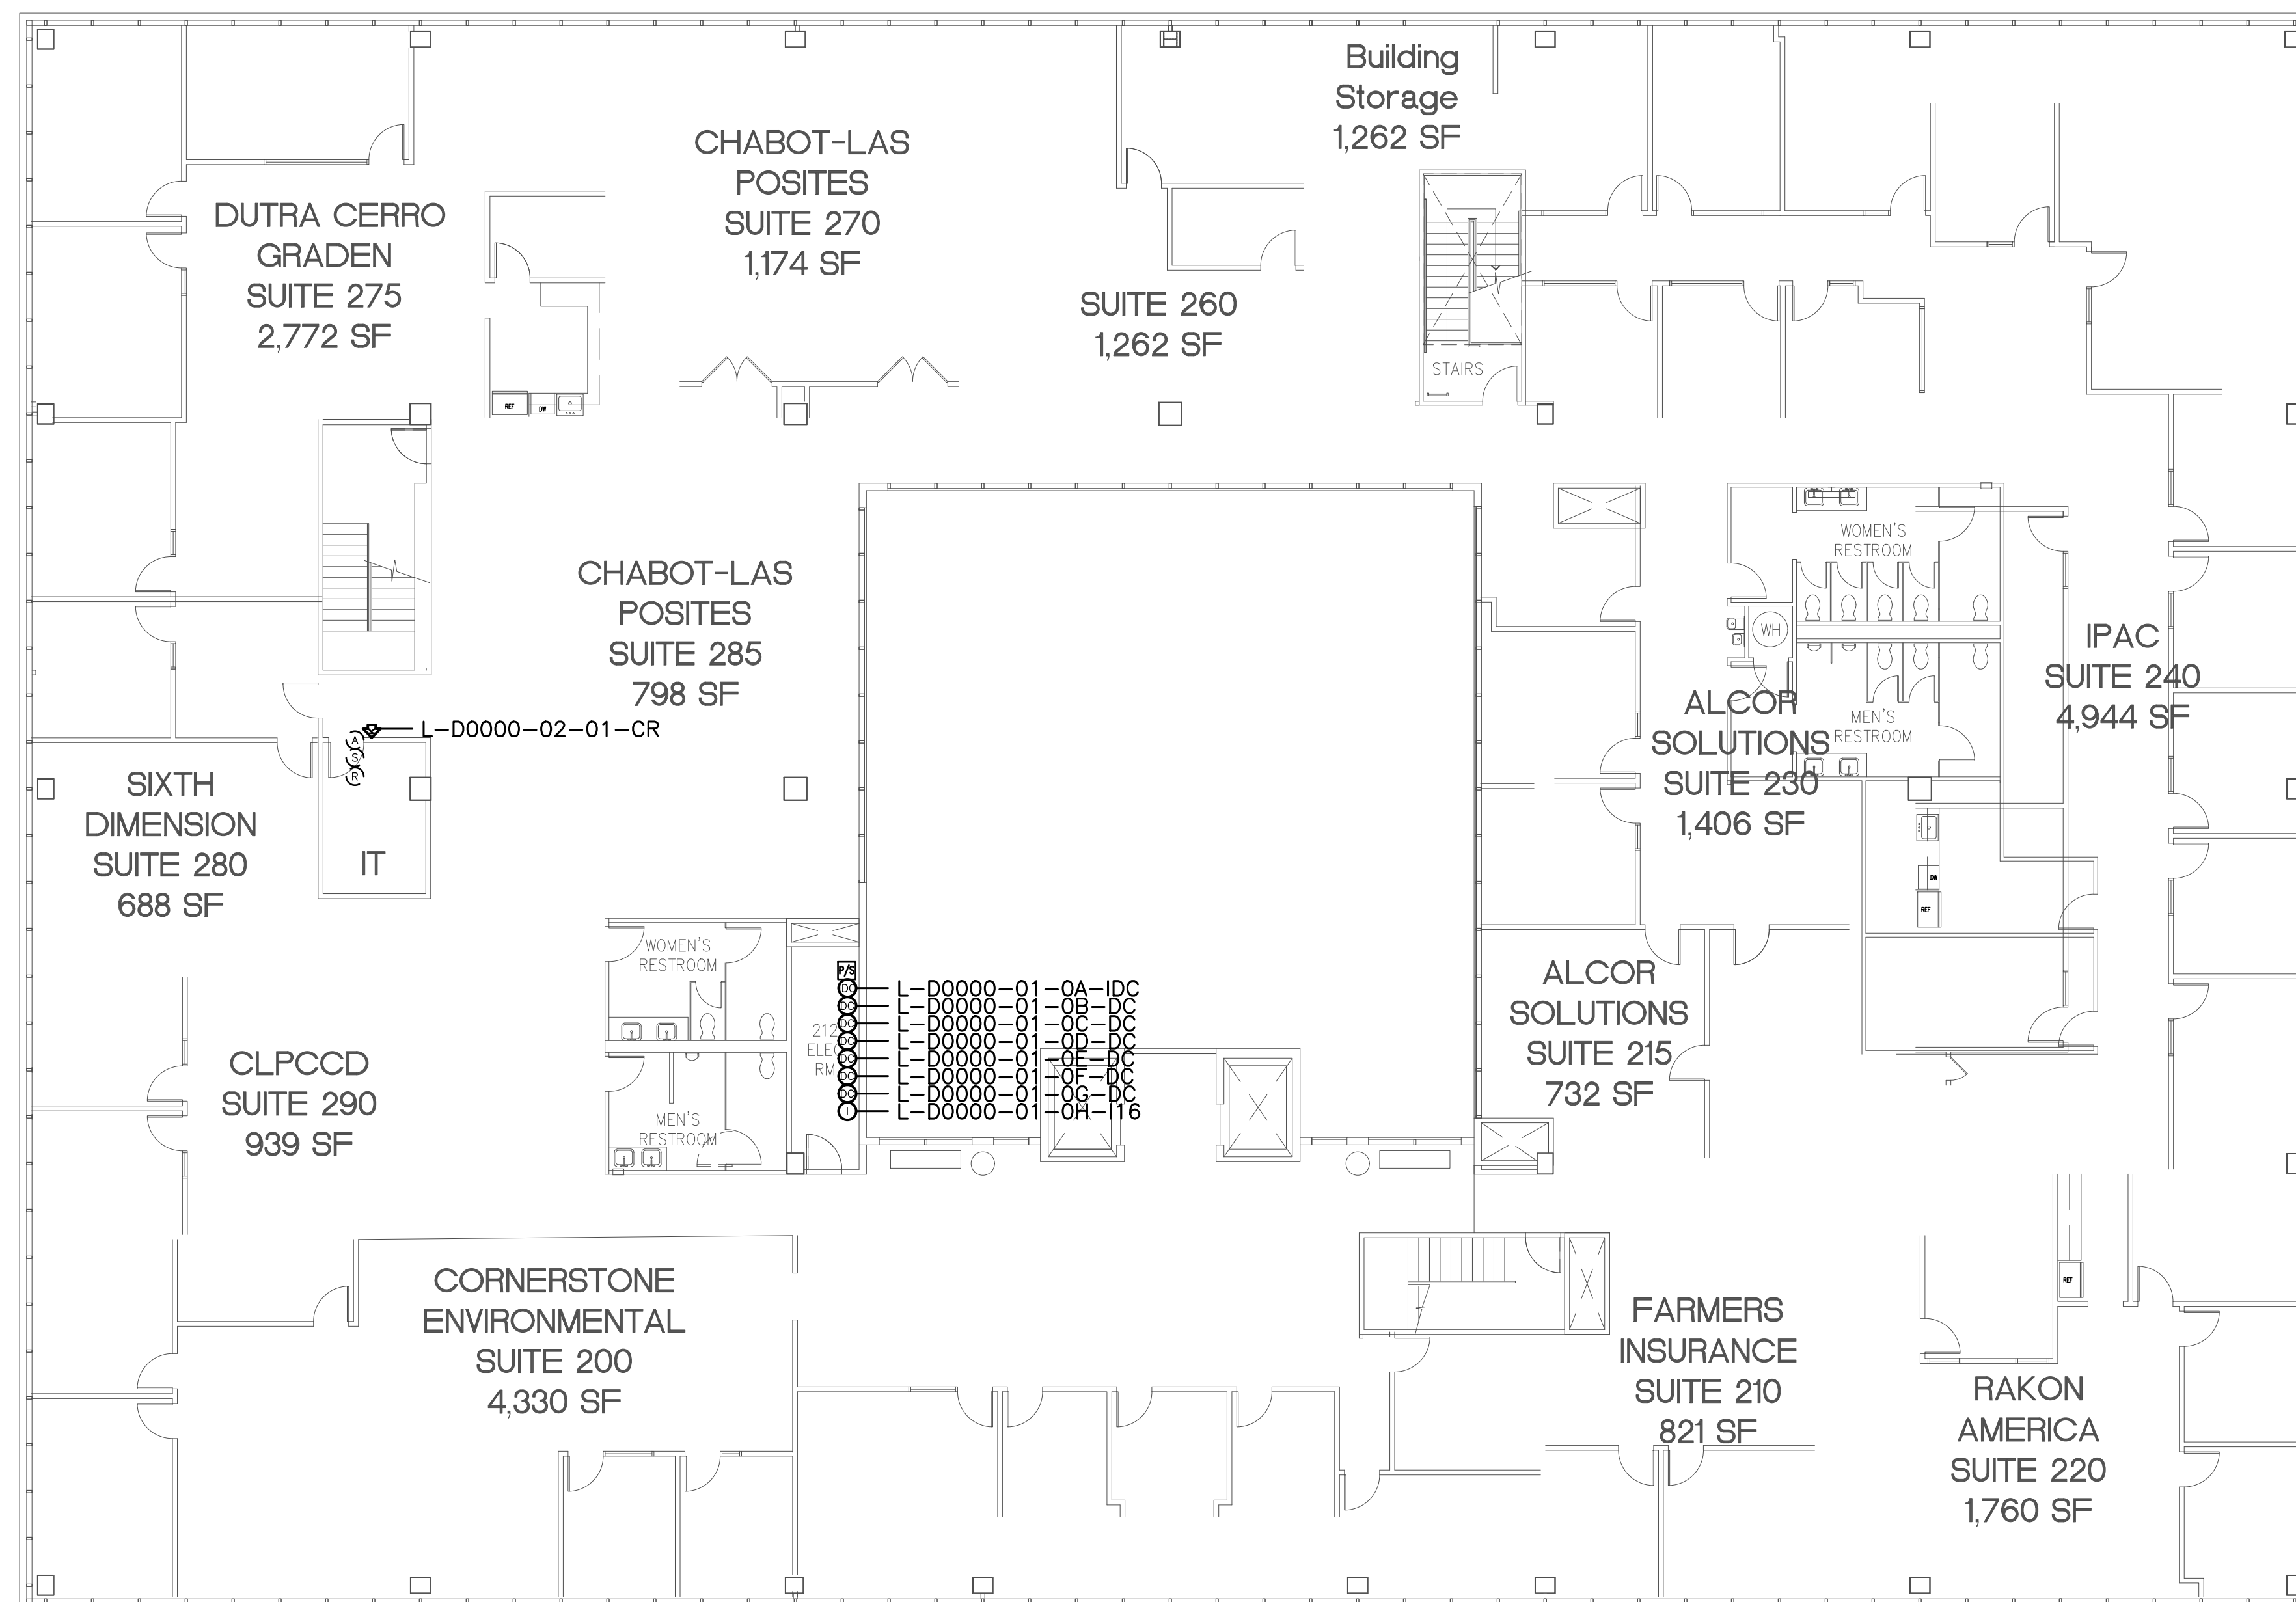 Building
Storage
1,262 SF
CHABOT-LAS
POSITES
SUITE 270
1,174 SF
DUTRA CERRO
GRADEN
SUITE 275
2,772 SF
SUITE 260
1,262 SF
STAIRS
REF
DW
WOMEN'S
RESTROOM
CHABOT-LAS
POSITES
SUITE 285
798 SF
WH
IPAC
SUITE 240
4,944 SF
ALCOR
SOLUTIONS
SUITE 230
1,406 SF
MEN'S
RESTROOM
L-D0000-02-01-CR
A
S
R
SIXTH
DIMENSION
SUITE 280
688 SF
IT
DW
REF
WOMEN'S
RESTROOM
P/S
DC L-D0000-01-0A-IDC
DC L-D0000-01-0B-DC
DC L-D0000-01-0C-DC
DC L-D0000-01-0D-DC
DC L-D0000-01-0E-DC
DC L-D0000-01-0F-DC
DC L-D0000-01-0G-DC
I L-D0000-01-0H-I16
212
ELEC
RM
ALCOR
SOLUTIONS
SUITE 215
732 SF
CLPCCD
SUITE 290
939 SF
MEN'S
RESTROOM
CORNERSTONE
ENVIRONMENTAL
SUITE 200
4,330 SF
REF
FARMERS
INSURANCE
SUITE 210
821 SF
RAKON
AMERICA
SUITE 220
1,760 SF